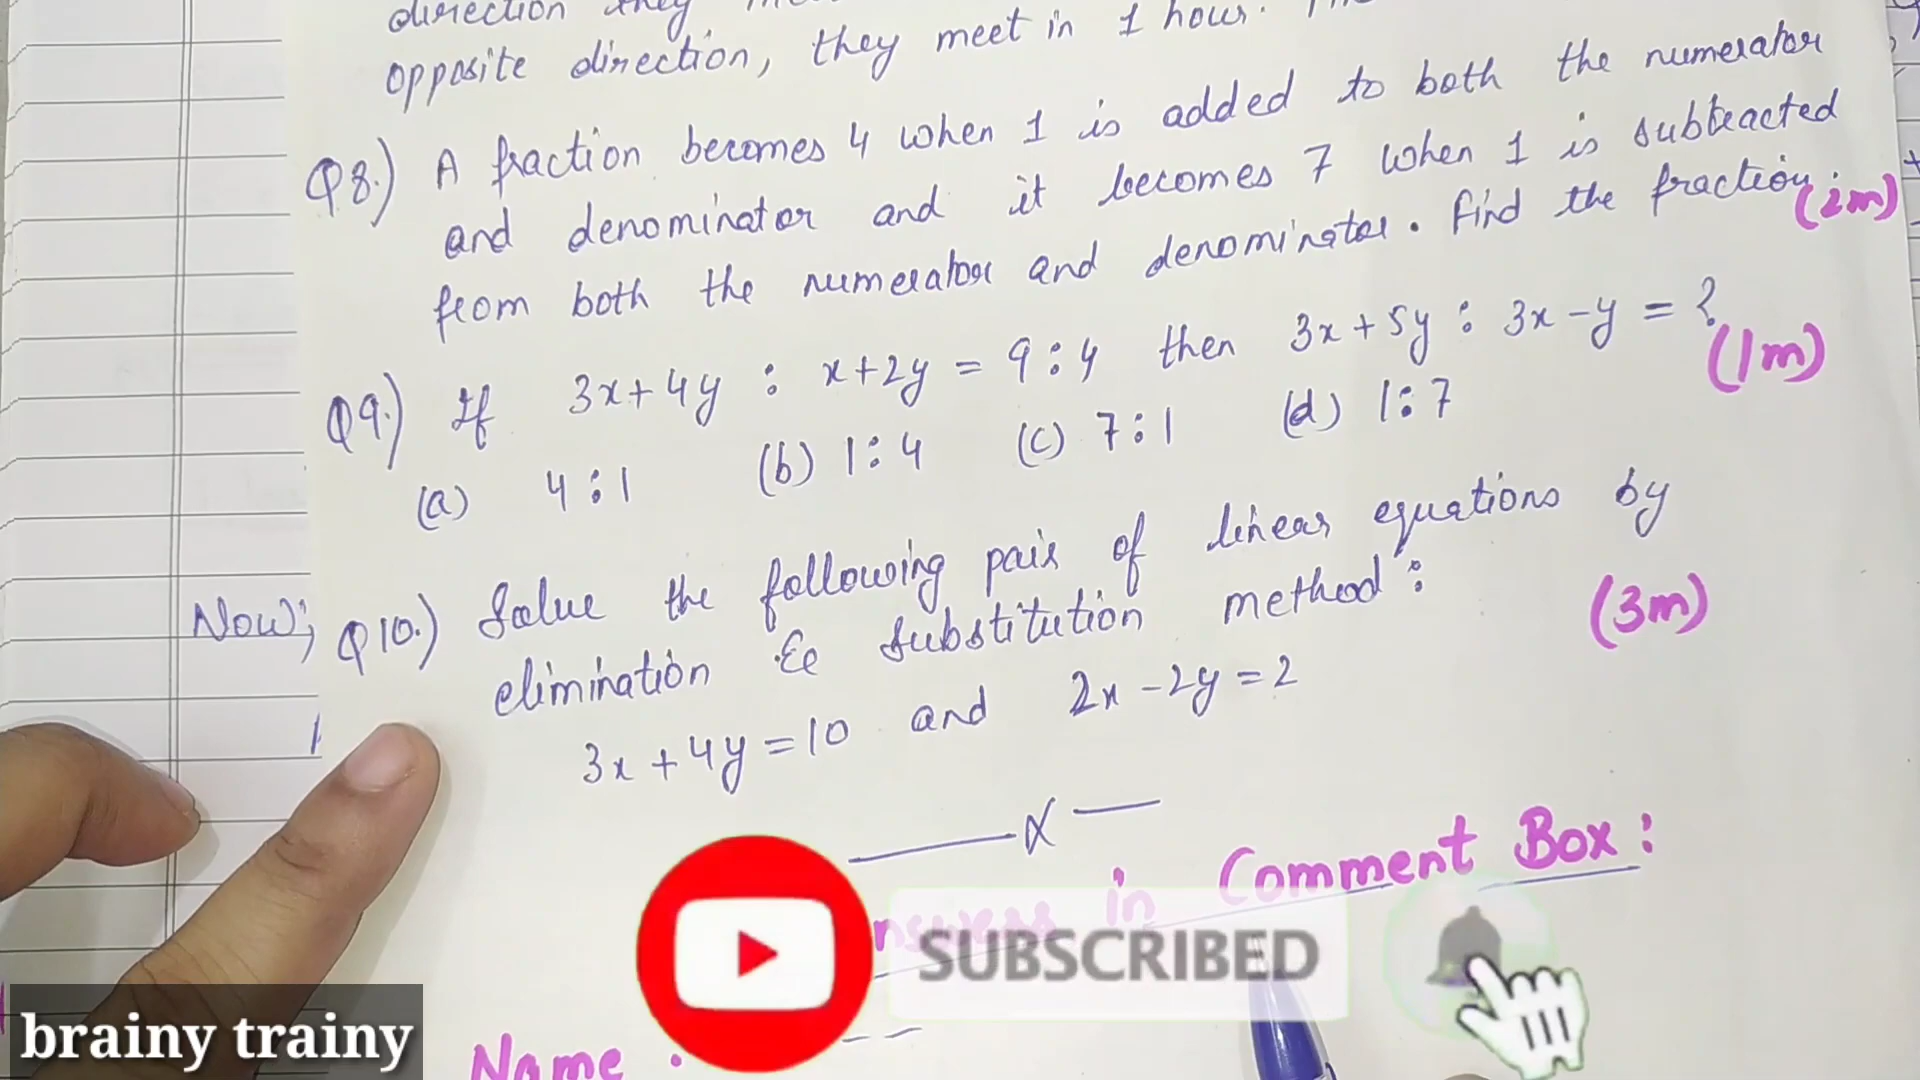 direction they
opposite direction, they meet in 1 hour.
Q8.) A fraction becomes 4 when 1 is added to both the numerator
and denominator and it becomes 7 when 1 is subtracted
from both the numerator and denominator. Find the fraction. (2m)
Q9.) If 3x+4y : x+2y = 9:4 then 3x+5y : 3x-y = ?
(1m)
(a) 4:1 (b) 1:4 (c) 7:1 (d) 1:7
Now; Q10.) Solve the following pair of linear equations by
elimination & substitution method: (3m)
3x+4y=10 and 2x-2y=2
in Comment Box:
SUBSCRIBED
brainy trainy
Name :